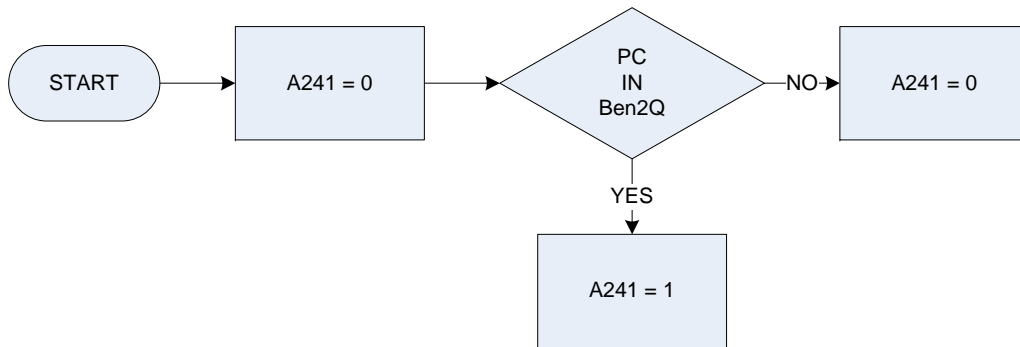 START
A241 = 0
PC
IN
Ben2Q
NO
A241 = 0
YES
A241 = 1